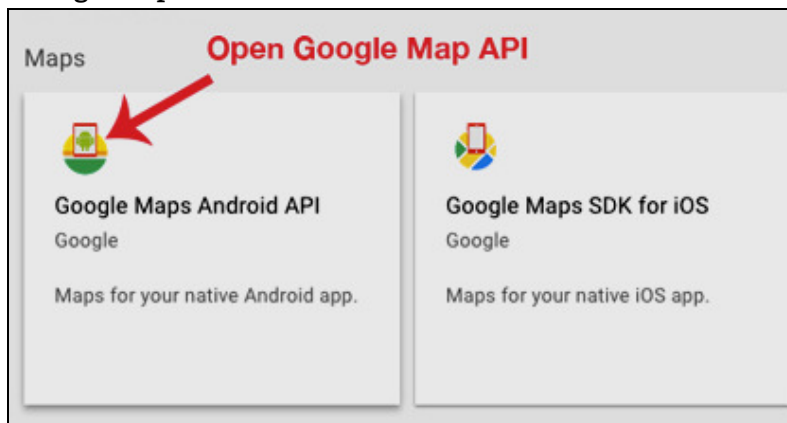 Maps
Open Google Map API
Google Maps Android API
Google
Maps for your native Android app.
Google Maps SDK for iOS
Google
Maps for your native iOS app.